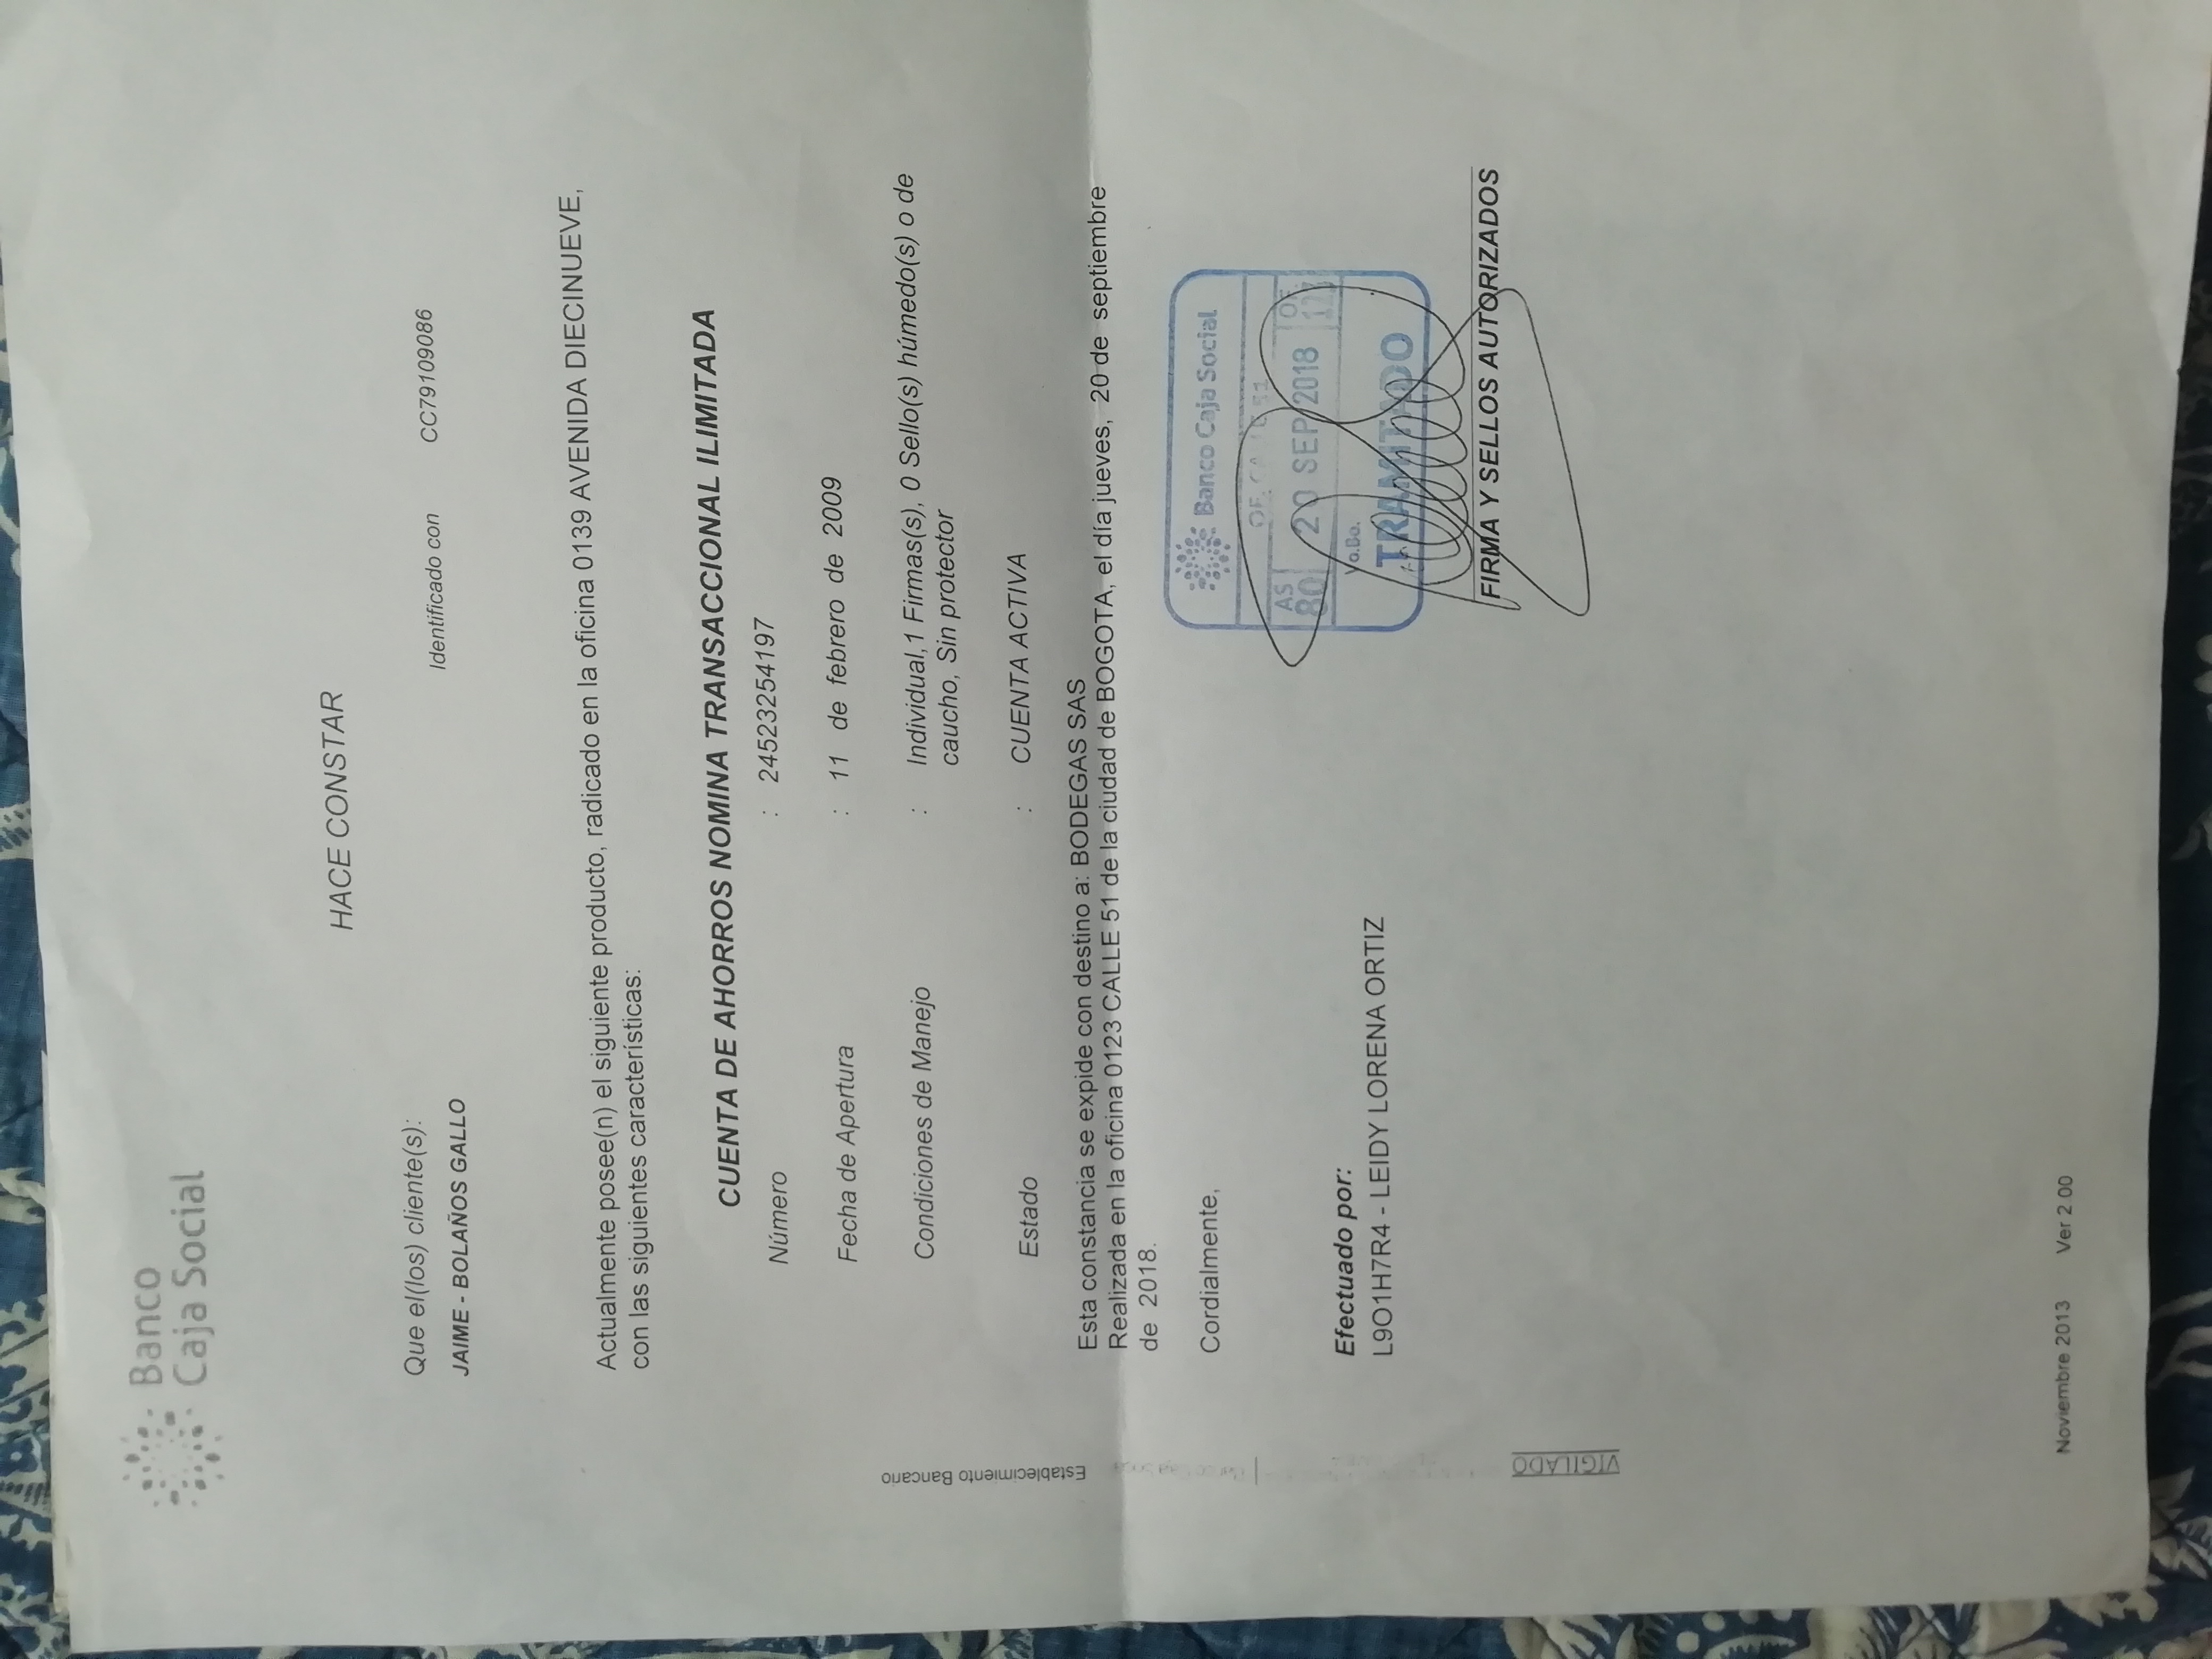 Banco
Caja Social
HACE CONSTAR
Que el(los) cliente(s):
Identificado con CC79109086
JAIME - BOLAÑOS GALLO
Actualmente posee(n) el siguiente producto, radicado en la oficina 0139 AVENIDA DIECINUEVE,
con las siguientes características:
CUENTA DE AHORROS NOMINA TRANSACCIONAL ILIMITADA
Número : 24523254197
Fecha de Apertura : 11 de febrero de 2009
Condiciones de Manejo : Individual,1 Firmas(s), 0 Sello(s) húmedo(s) o de
caucho, Sin protector
Estado : CUENTA ACTIVA
Esta constancia se expide con destino a: BODEGAS SAS
Realizada en la oficina 0123 CALLE 51 de la ciudad de BOGOTA, el día jueves, 20 de septiembre
de 2018.
Cordialmente,
Banco Caja Social
AS OF
80 20 SEP 2018
Vo.Bo.
TRAMITADO
Efectuado por:
L9O1H7R4 - LEIDY LORENA ORTIZ
FIRMA Y SELLOS AUTORIZADOS
Establecimiento Bancario
VIGILADO
Noviembre 2013 Ver 2.00